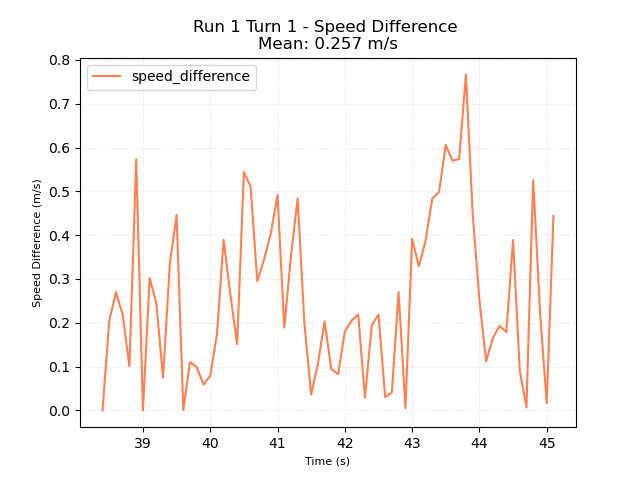 Run 1 Turn 1 - Speed Difference
Mean: 0.257 m/s
speed_difference
0.8
0.7
0.6
0.5
0.4
0.3
0.2
0.1
0.0
Speed Difference (m/s)
39 40 41 42 43 44 45
Time (s)